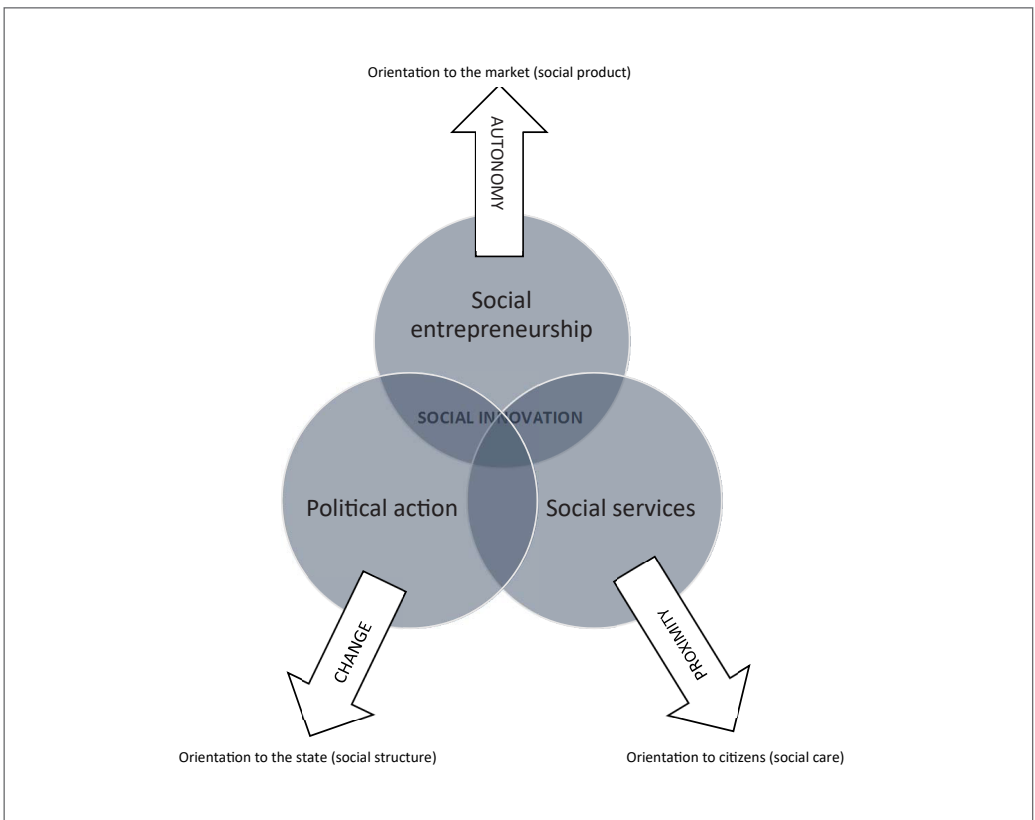 Orientation to the market (social product)
AUTONOMY
Social
entrepreneurship
SOCIAL INNOVATION
Political action
Social services
CHANGE
PROXIMITY
Orientation to the state (social structure)
Orientation to citizens (social care)